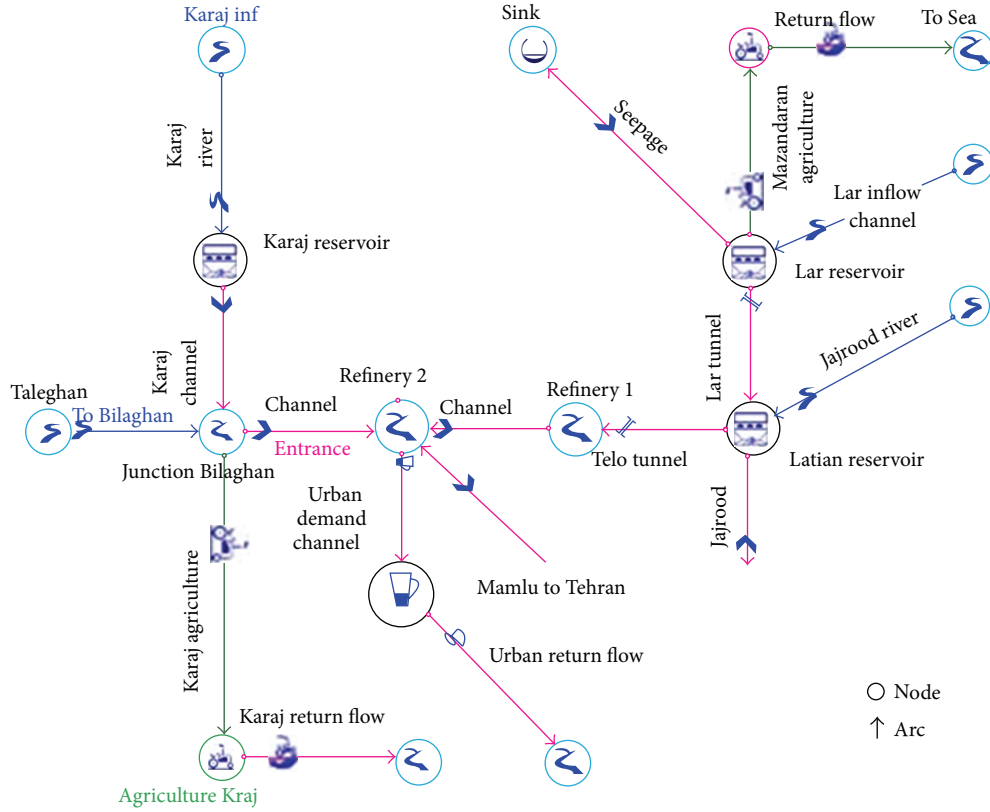 Karaj inf
Sink
Return flow
To Sea
Karaj
river
Seepage
Mazandaran
agriculture
Lar inflow
channel
Karaj reservoir
Lar reservoir
Karaj
channel
Lar tunnel
Jajrood river
Taleghan
To Bilaghan
Channel
Entrance
Refinery 2
Channel
Refinery 1
Telo tunnel
Latian reservoir
Junction Bilaghan
Urban
demand
channel
Jajrood
Mamlu to Tehran
Karaj agriculture
Urban return flow
Node
Arc
Karaj return flow
Agriculture Kraj